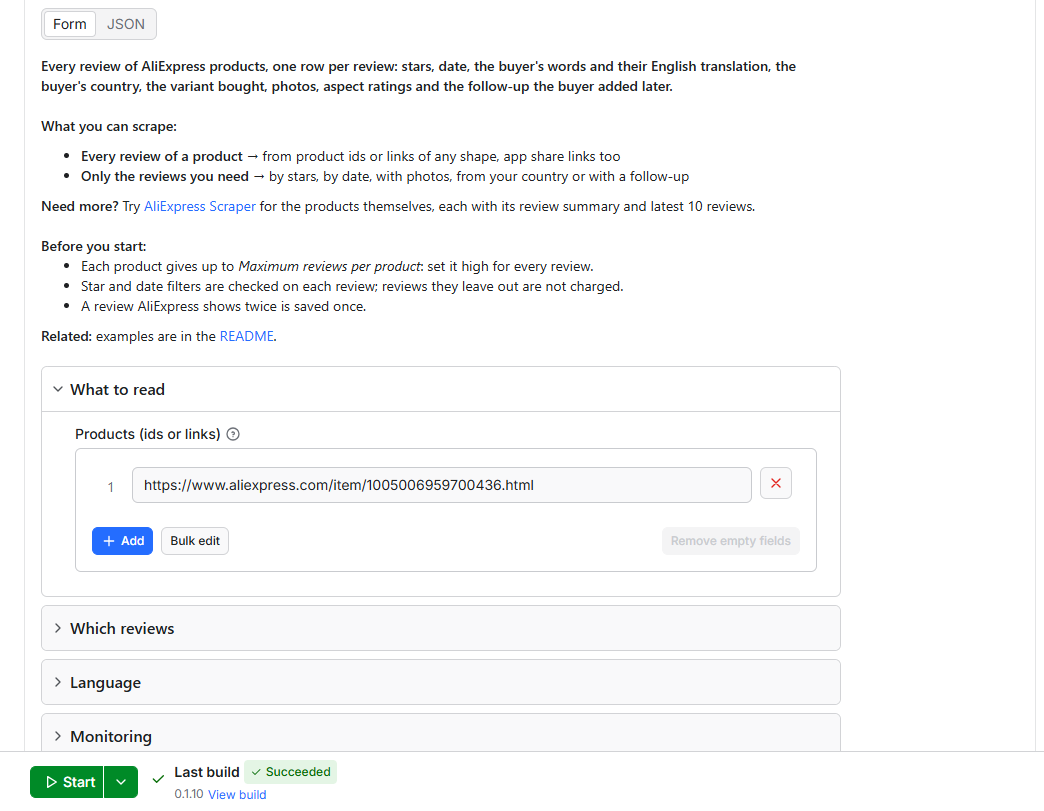 Form JSON
Every review of AliExpress products, one row per review: stars, date, the buyer's words and their English translation, the
buyer's country, the variant bought, photos, aspect ratings and the follow-up the buyer added later.
What you can scrape:
• Every review of a product → from product ids or links of any shape, app share links too
• Only the reviews you need → by stars, by date, with photos, from your country or with a follow-up
Need more? Try AliExpress Scraper for the products themselves, each with its review summary and latest 10 reviews.
Before you start:
• Each product gives up to Maximum reviews per product: set it high for every review.
• Star and date filters are checked on each review; reviews they leave out are not charged.
• A review AliExpress shows twice is saved once.
Related: examples are in the README.
What to read
Products (ids or links) ?
1 https://www.aliexpress.com/item/1005006959700436.html
+ Add Bulk edit Remove empty fields
Which reviews
Language
Monitoring
Start Last build Succeeded
0.1.10 View build